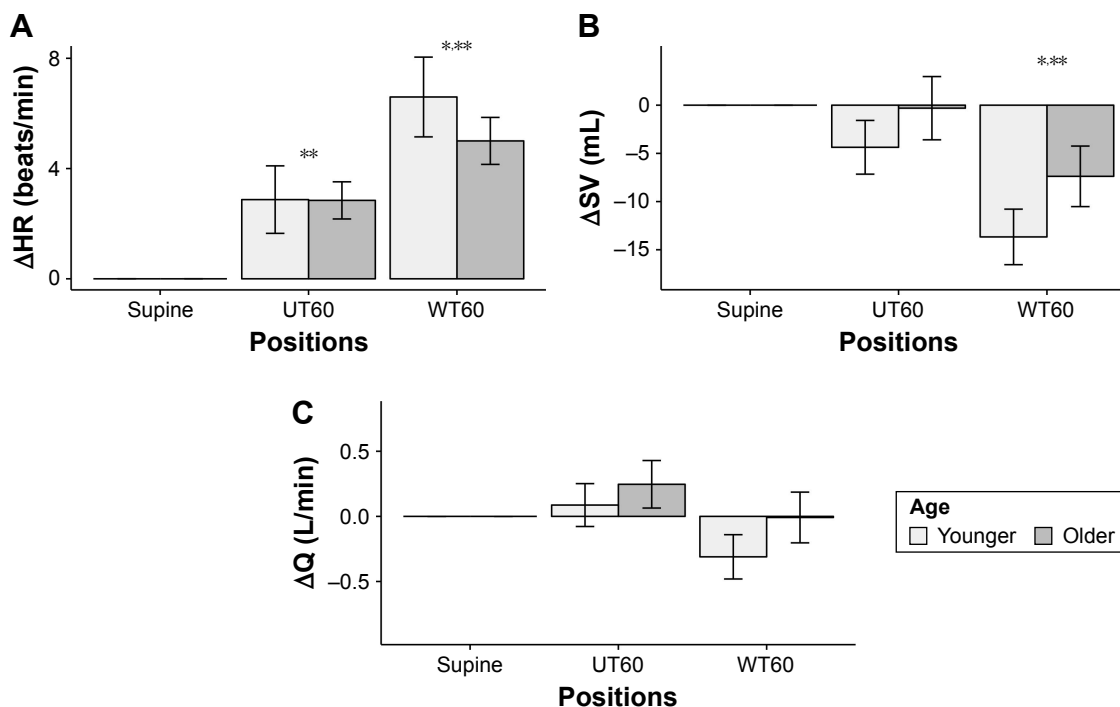 A
ΔHR (beats/min)
8
4
0
**
*,**
Supine UT60 WT60
Positions
B
ΔSV (mL)
0
−5
−10
−15
*,**
Supine UT60 WT60
Positions
C
ΔQ (L/min)
0.5
0.0
−0.5
Supine UT60 WT60
Positions
Age
Younger Older